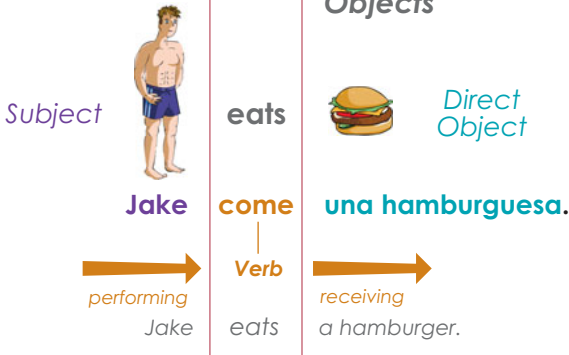 Objects
Subject
eats
Direct
Object
Jake come una hamburguesa.
Verb
performing
receiving
Jake eats a hamburger.